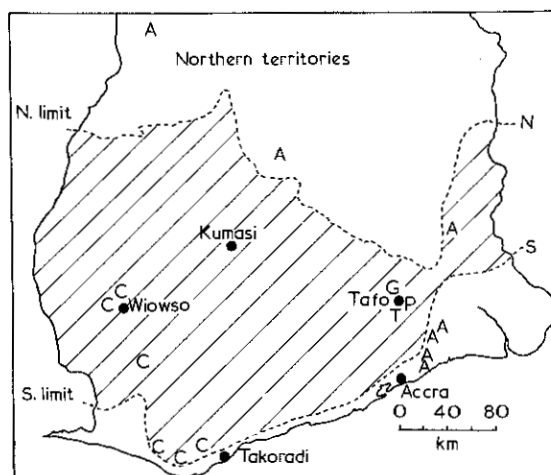 A
Northern territories
N. limit
N
A
A
Kumasi
S
C
C Wiowso
G
Tafo P
T
A
A
A
A
C
S. limit
Accra
0 40 80
km
C
C C
Takoradi